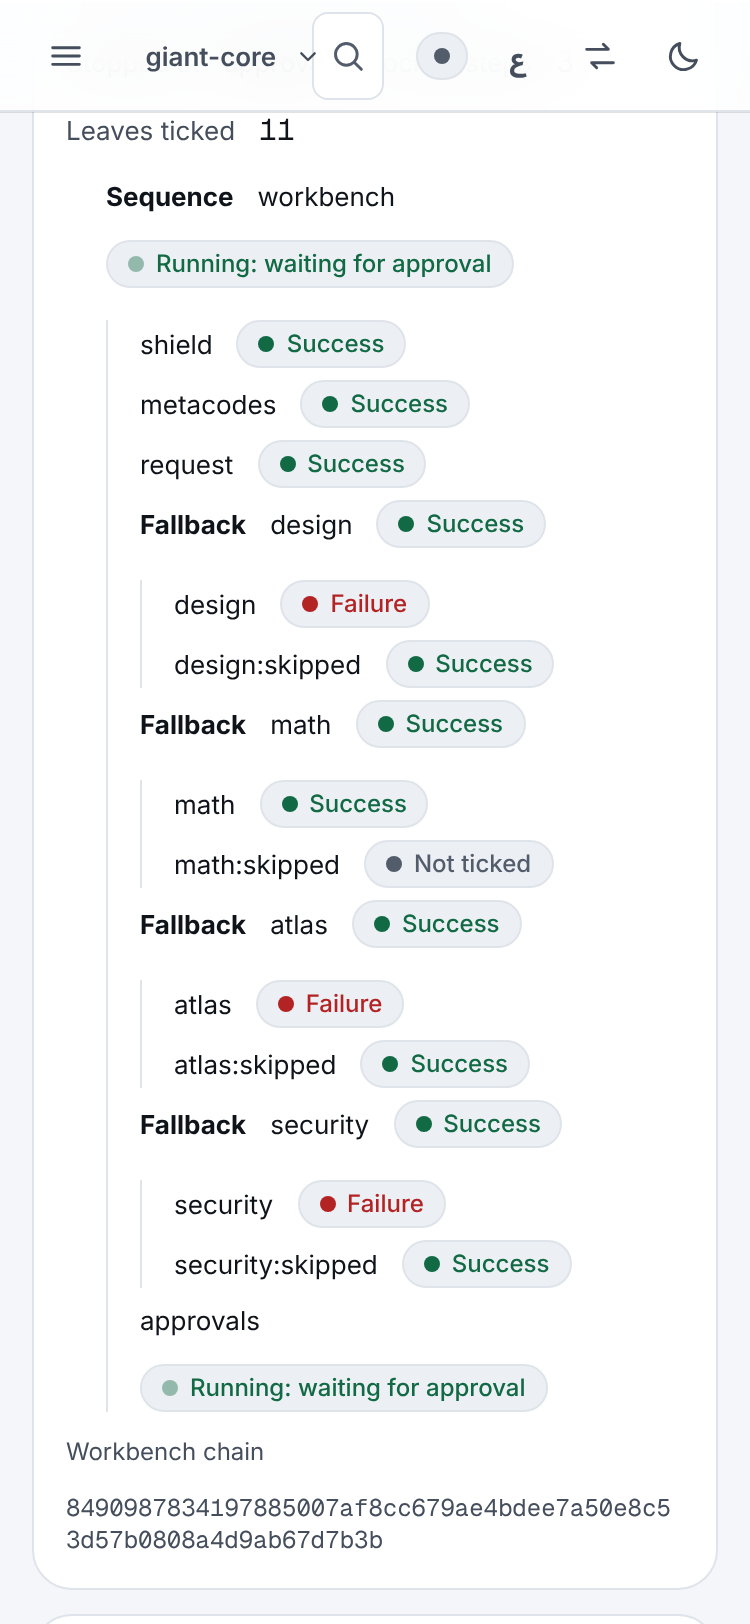 giant-core
ع
Leaves ticked 11
Sequence workbench
Running: waiting for approval
shield Success
metacodes Success
request Success
Fallback design Success
design Failure
design:skipped Success
Fallback math Success
math Success
math:skipped Not ticked
Fallback atlas Success
atlas Failure
atlas:skipped Success
Fallback security Success
security Failure
security:skipped Success
approvals
Running: waiting for approval
Workbench chain
8490987834197885007af8cc679ae4bdee7a50e8c5
3d57b0808a4d9ab67d7b3b